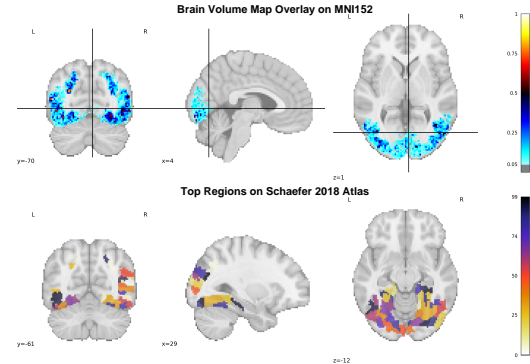 Brain Volume Map Overlay on MNI152
L
R
L
R
1
0.75
0.5
0.25
0.05
y=-70
x=4
z=1
Top Regions on Schaefer 2018 Atlas
L
R
L
R
99
74
50
25
0
y=-61
x=29
z=-12